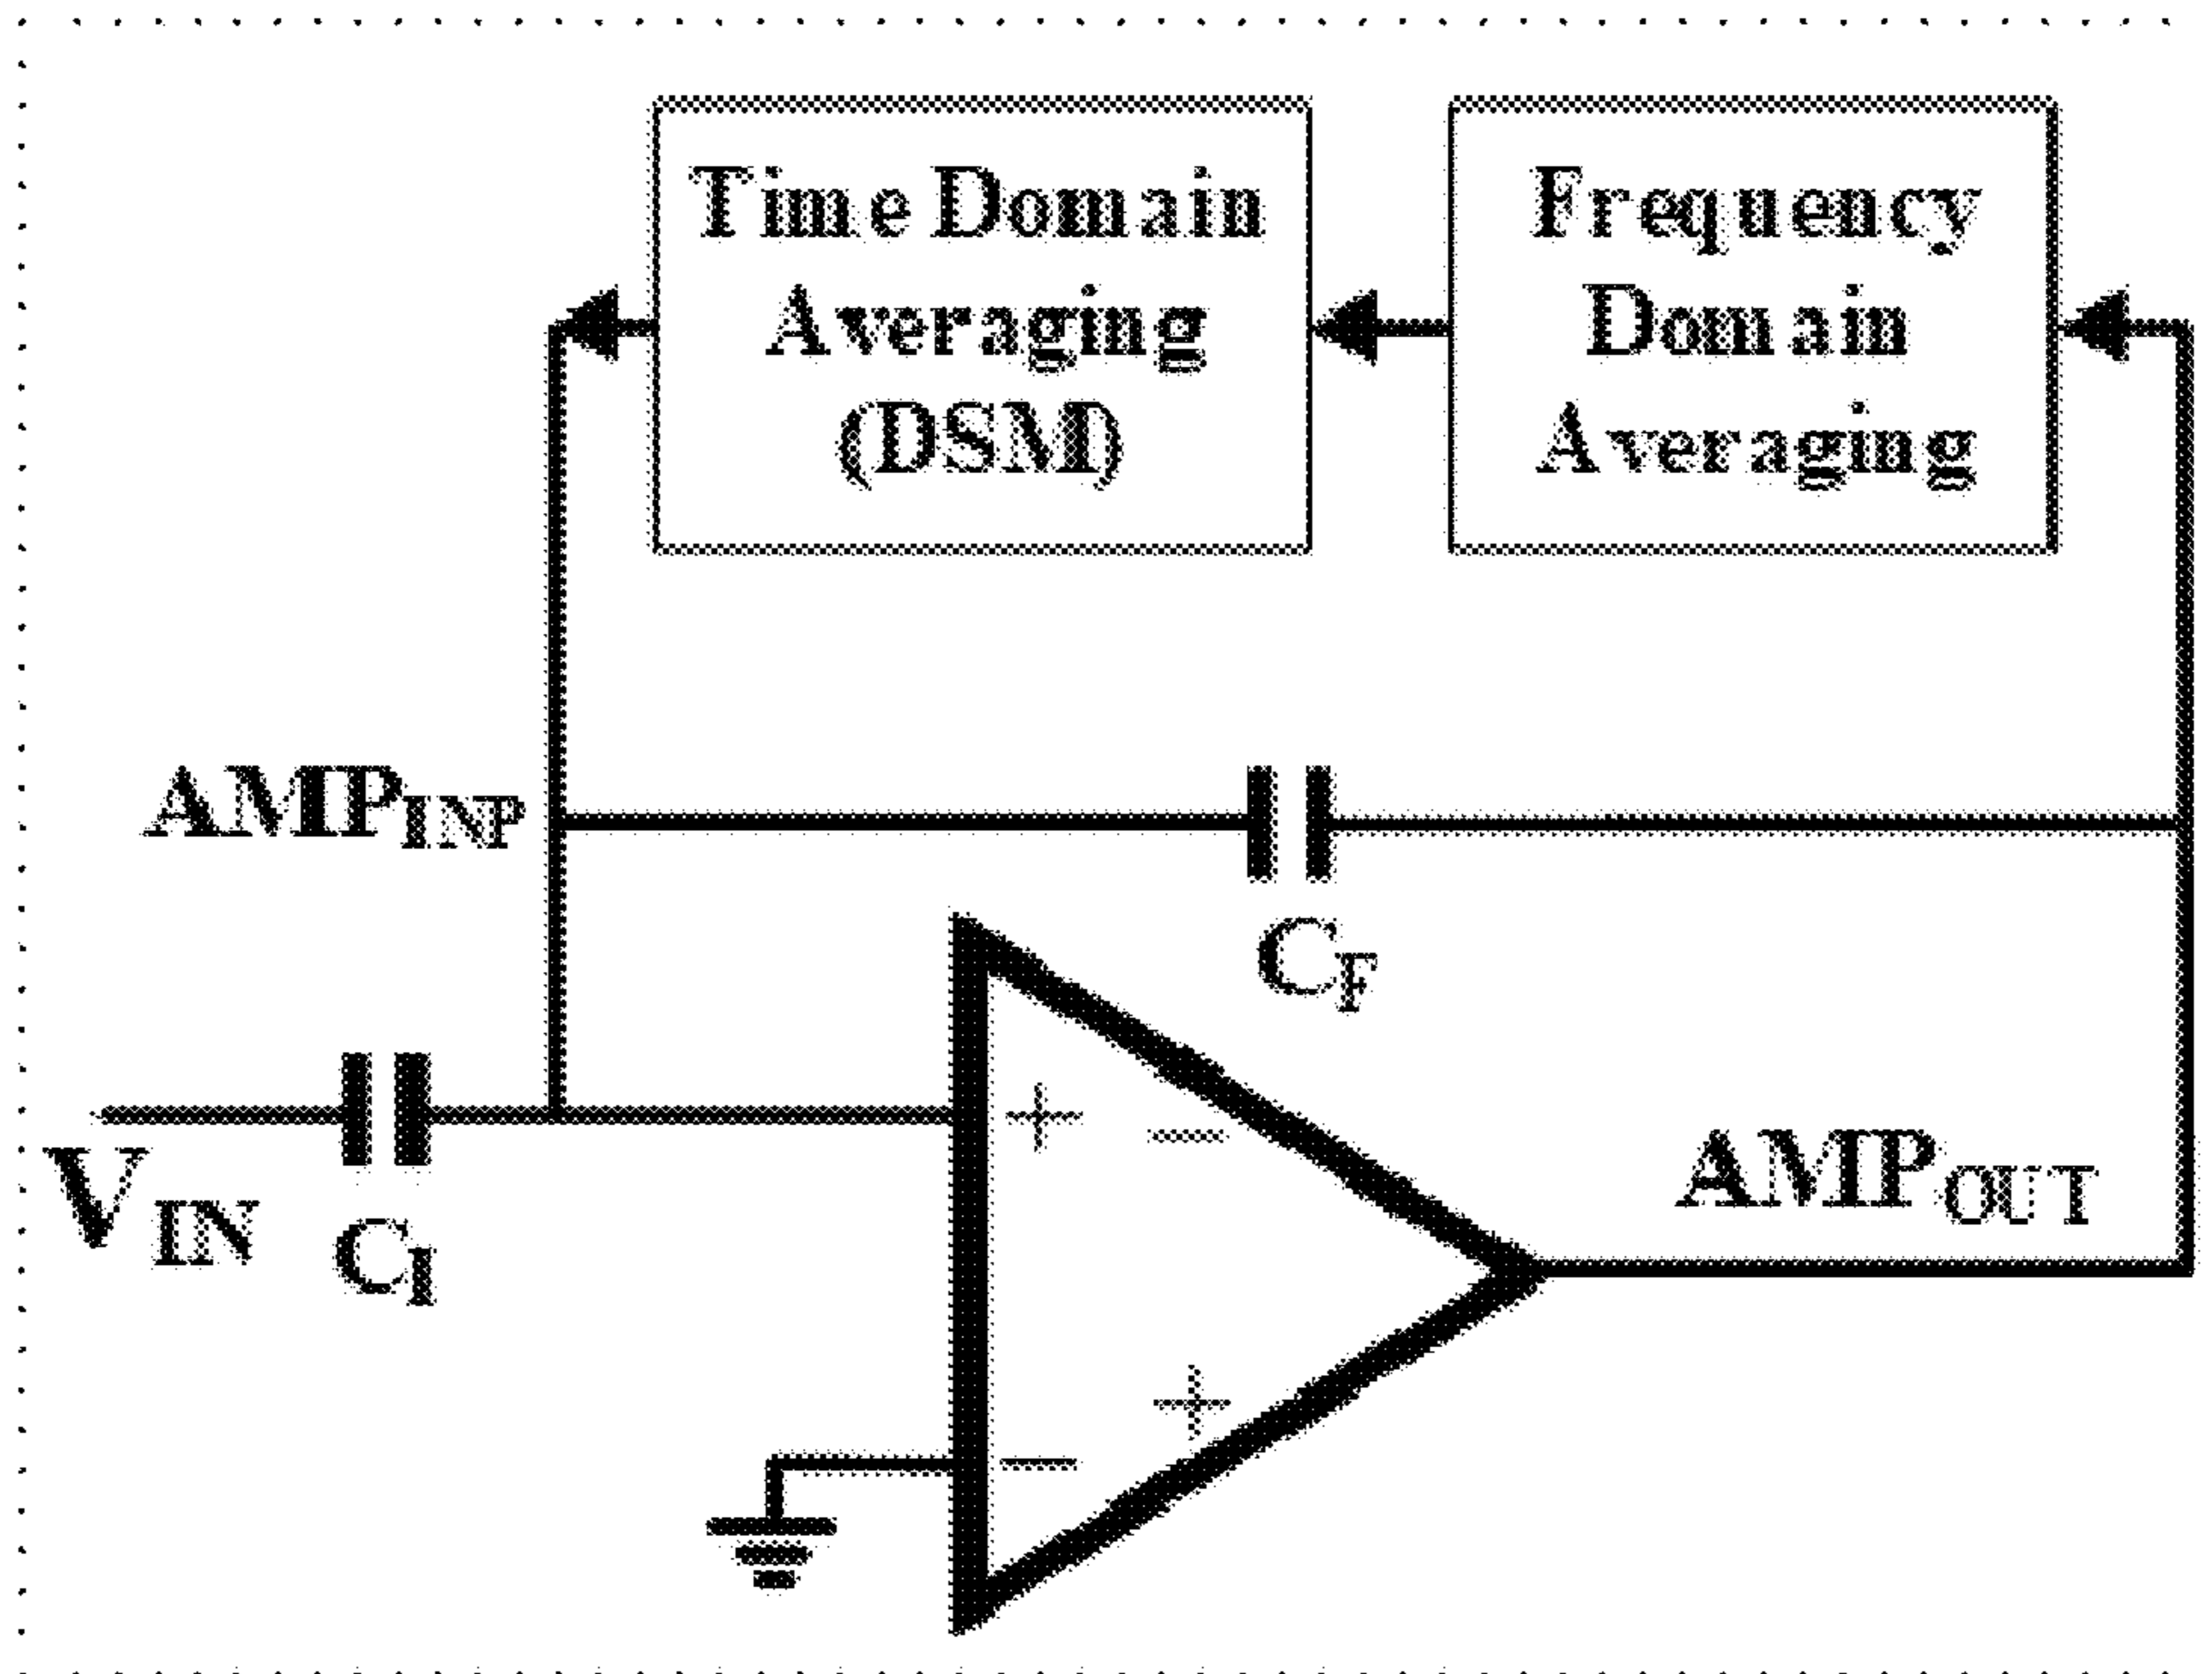 Time Domain
Averaging
(DSM)
Frequency
Domain
Averaging
AMPINP
CF
VIN
CI
+
−
AMPOUT
+
−